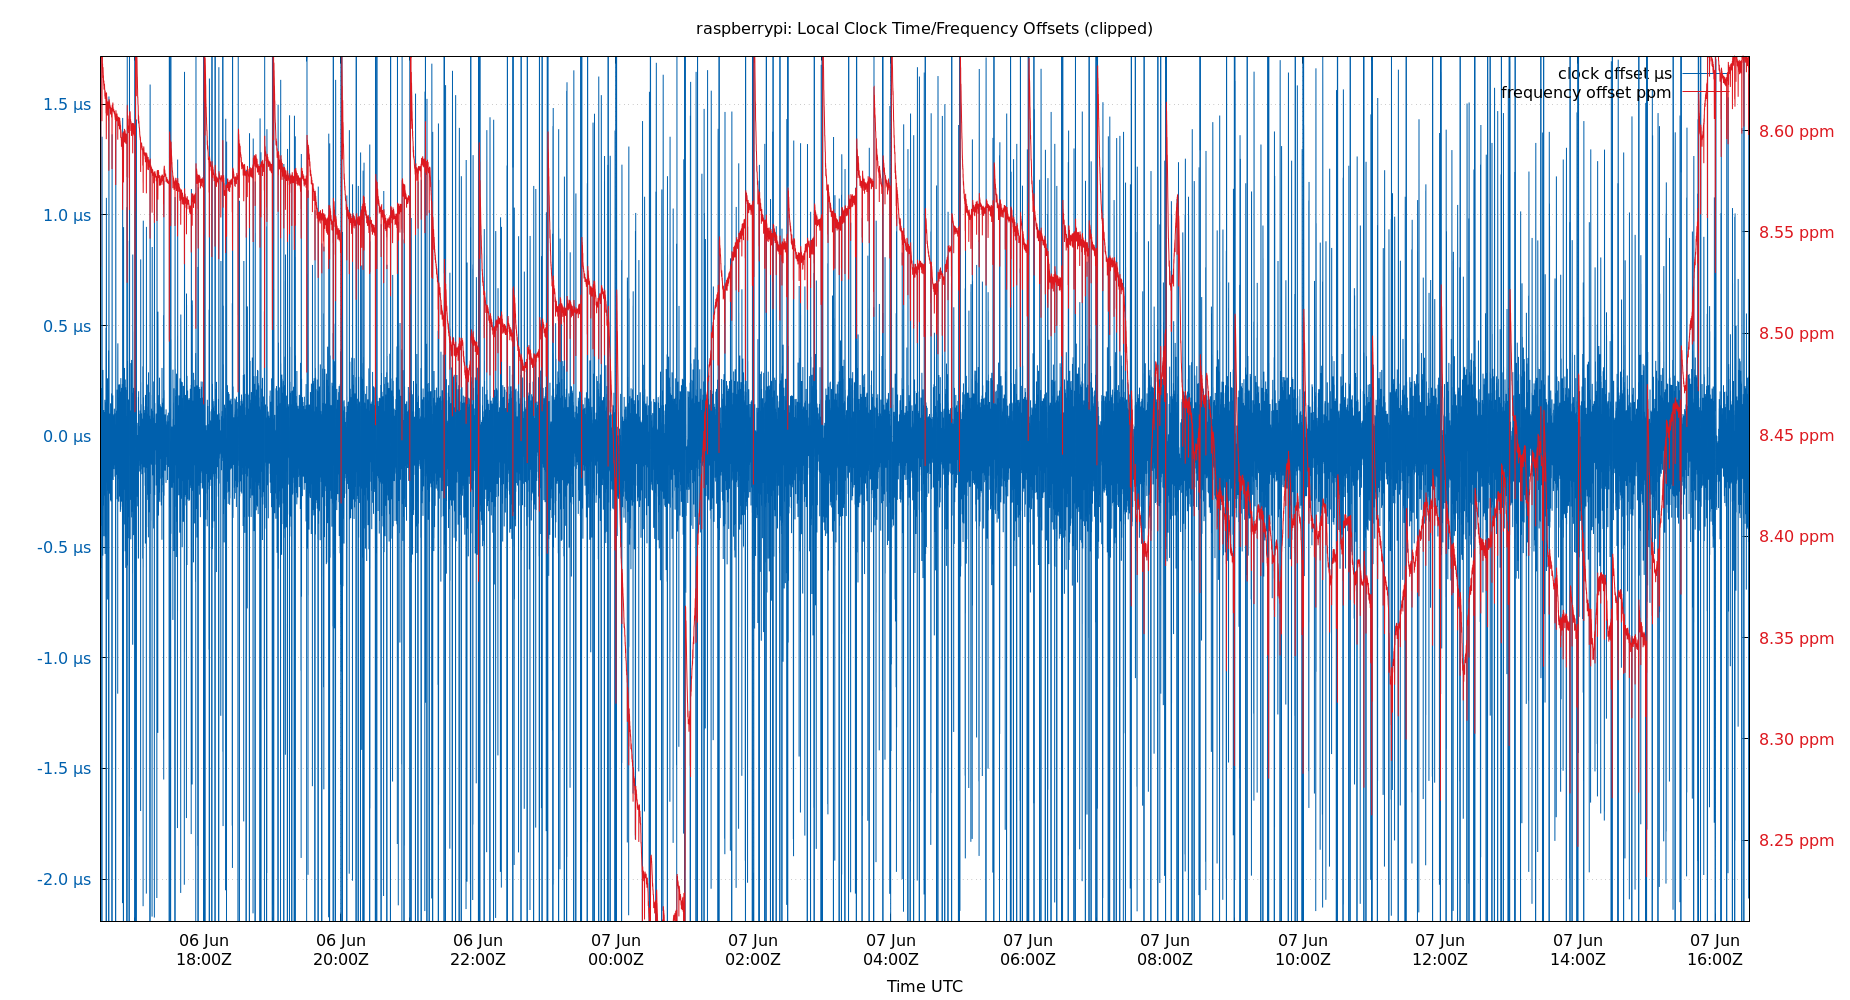 raspberrypi: Local Clock Time/Frequency Offsets (clipped)
clock offset µs
frequency offset ppm
1.5 µs
1.0 µs
0.5 µs
0.0 µs
-0.5 µs
-1.0 µs
-1.5 µs
-2.0 µs
8.60 ppm
8.55 ppm
8.50 ppm
8.45 ppm
8.40 ppm
8.35 ppm
8.30 ppm
8.25 ppm
06 Jun 06 Jun 06 Jun 07 Jun 07 Jun 07 Jun 07 Jun 07 Jun 07 Jun 07 Jun 07 Jun 07 Jun
18:00Z 20:00Z 22:00Z 00:00Z 02:00Z 04:00Z 06:00Z 08:00Z 10:00Z 12:00Z 14:00Z 16:00Z
Time UTC